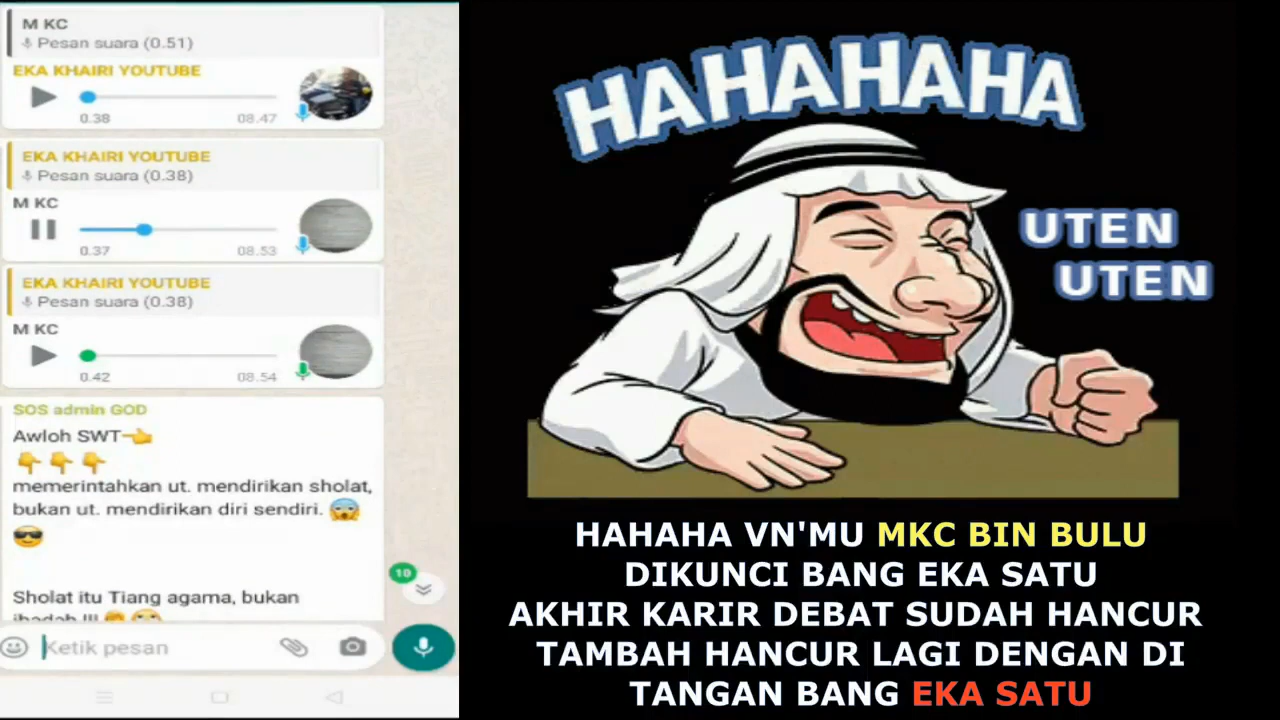 M KC
Pesan suara (0.51)
EKA KHAIRI YOUTUBE
0.38 08.47
EKA KHAIRI YOUTUBE
Pesan suara (0.38)
M KC
0.37 08.53
EKA KHAIRI YOUTUBE
Pesan suara (0.38)
M KC
0.42 08.54
SOS admin GOD
Awloh SWT👈
👇👇👇
memerintahkan ut. mendirikan sholat,
bukan ut. mendirikan diri sendiri. 😱
😎
Sholat itu Tiang agama, bukan
ibadah !!!
10
Ketik pesan
HAHAHAHA
UTEN
UTEN
HAHAHA VN'MU MKC BIN BULU
DIKUNCI BANG EKA SATU
AKHIR KARIR DEBAT SUDAH HANCUR
TAMBAH HANCUR LAGI DENGAN DI
TANGAN BANG EKA SATU